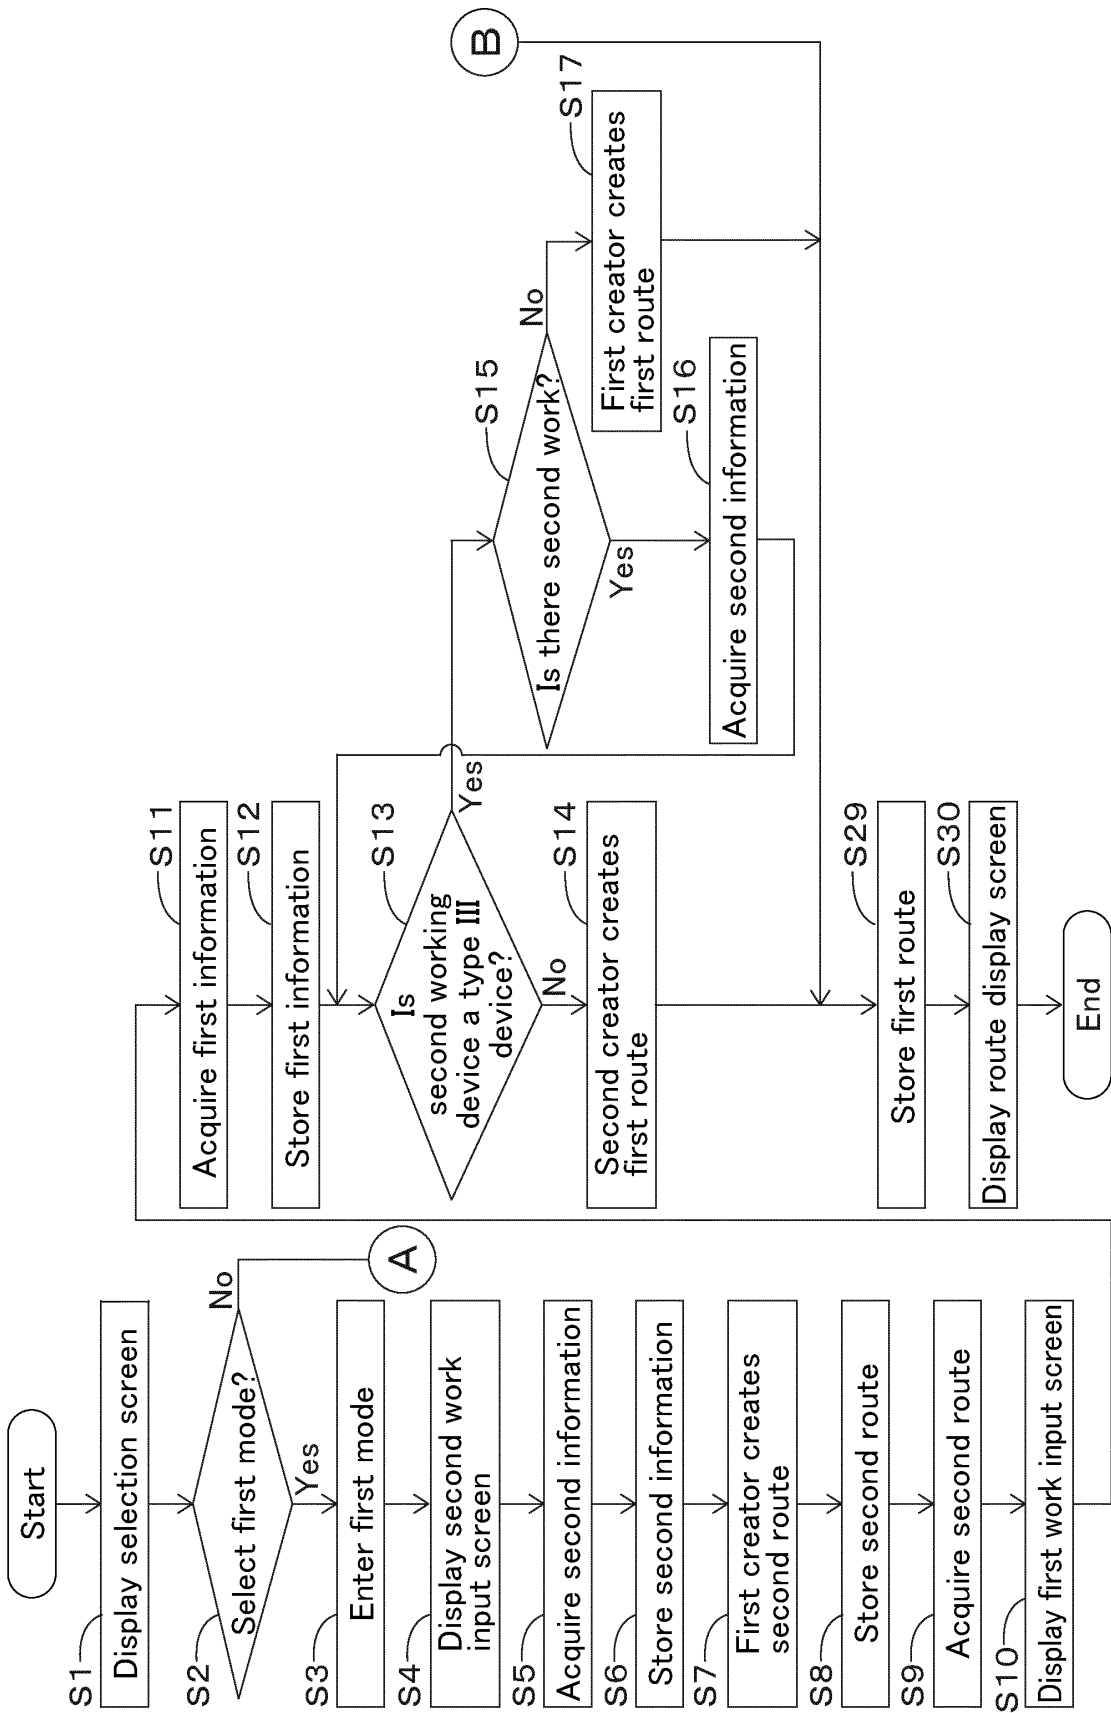 Start
S1
Display selection screen
S2
Select first mode?
No
A
Yes
S3
Enter first mode
S4
Display second work
input screen
S5
Acquire second information
S6
Store second information
S7
First creator creates
second route
S8
Store second route
S9
Acquire second route
S10
Display first work input screen
S11
Acquire first information
S12
Store first information
S13
Is
second working
device a type III
device?
Yes
No
S14
Second creator creates
first route
S15
Is there second work?
No
Yes
S16
Acquire second information
S17
First creator creates
first route
B
S29
Store first route
S30
Display route display screen
End